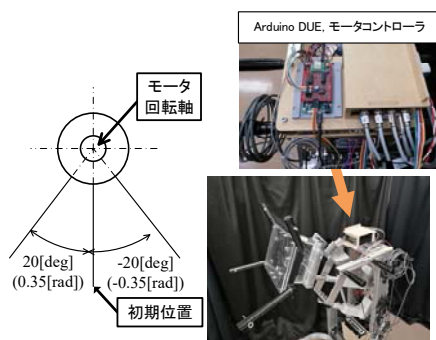 Arduino DUE, モータコントローラ
モータ
回転軸
20[deg]
(0.35[rad])
-20[deg]
(-0.35[rad])
初期位置